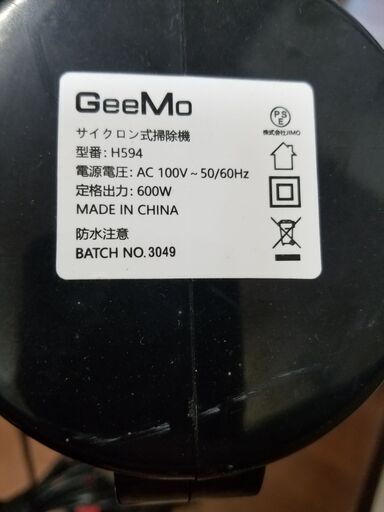 GeeMo
サイクロン式掃除機
型番: H594
電源電圧: AC 100V～50/60Hz
定格出力: 600W
MADE IN CHINA
防水注意
BATCH NO. 3049
PS
E
株式会社JIMO